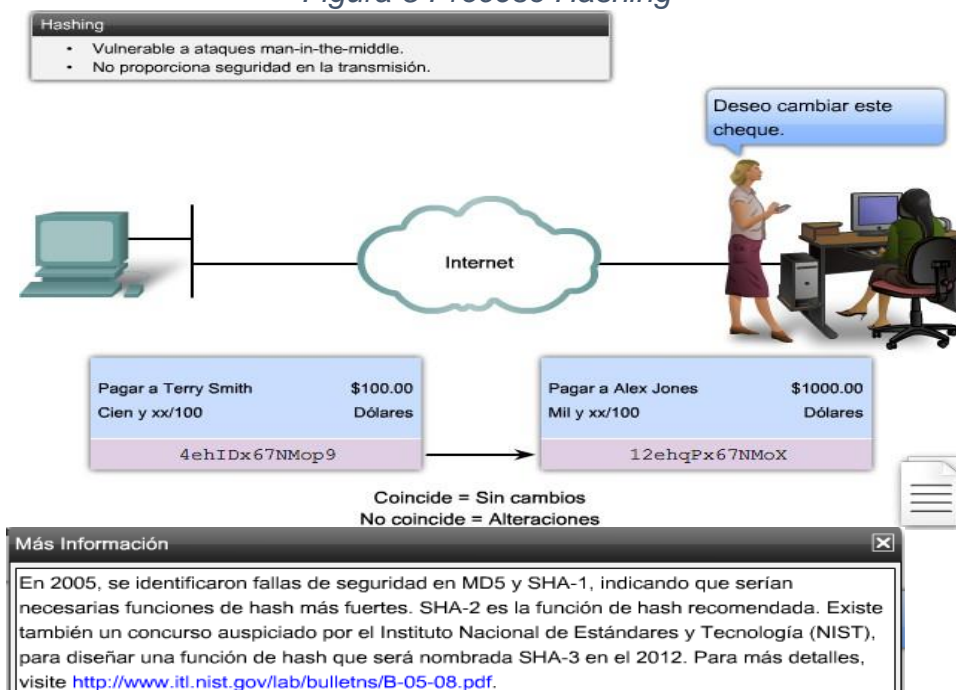 Figura 8 Proceso Hashing
Hashing
• Vulnerable a ataques man-in-the-middle.
• No proporciona seguridad en la transmisión.
Deseo cambiar este
cheque.
Internet
Pagar a Terry Smith $100.00
Cien y xx/100 Dólares
4ehIDx67NMop9
Pagar a Alex Jones $1000.00
Mil y xx/100 Dólares
12ehqPx67NMoX
Coincide = Sin cambios
No coincide = Alteraciones
Más Información
En 2005, se identificaron fallas de seguridad en MD5 y SHA-1, indicando que serían
necesarias funciones de hash más fuertes. SHA-2 es la función de hash recomendada. Existe
también un concurso auspiciado por el Instituto Nacional de Estándares y Tecnología (NIST),
para diseñar una función de hash que será nombrada SHA-3 en el 2012. Para más detalles,
visite http://www.itl.nist.gov/lab/bulletns/B-05-08.pdf.